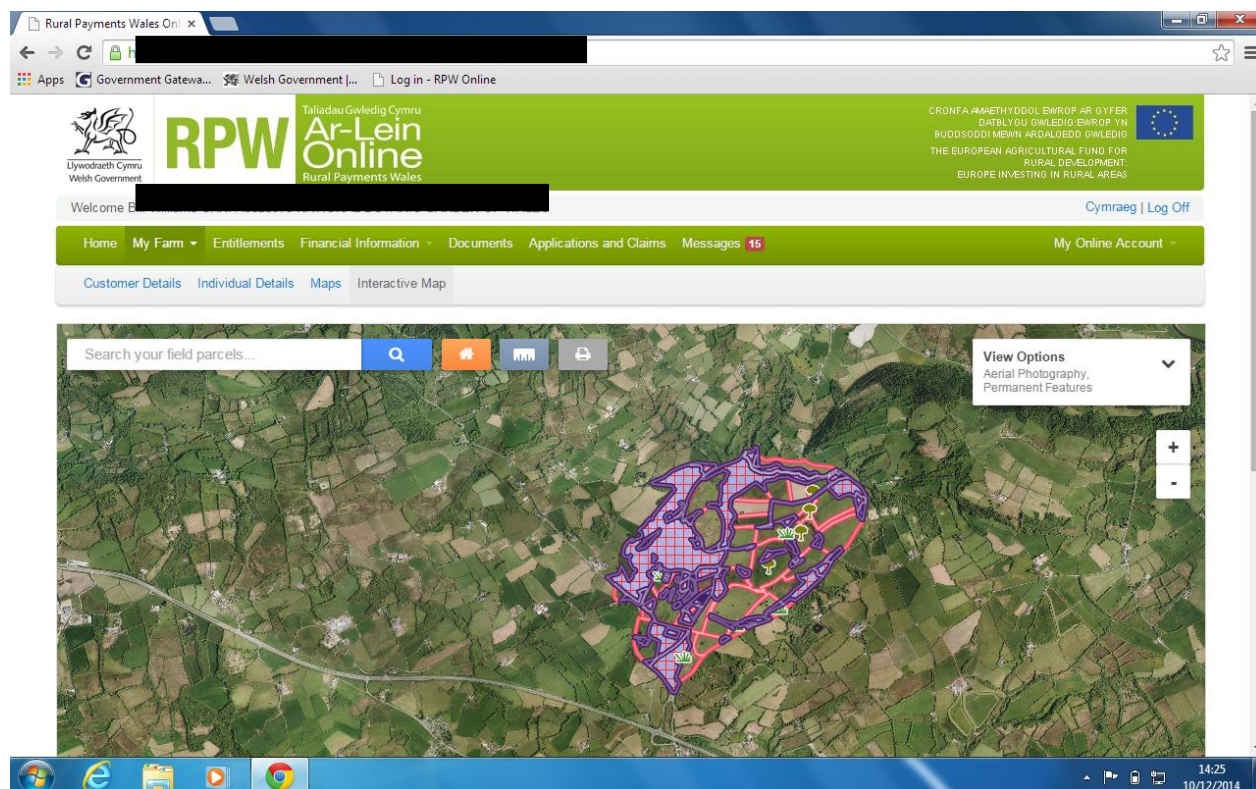 Rural Payments Wales Onl
Apps Government Gatewa... Welsh Government |... Log in - RPW Online
Llywodraeth Cymru
Welsh Government
RPW
Taliadau Gwledig Cymru
Ar-Lein
Online
Rural Payments Wales
CRONFA AMAETHYDDOL EWROP AR GYFER
DATBLYGU GWLEDIG:EWROP YN
BUDDSODDI MEWN ARDALOEDD GWLEDIG
THE EUROPEAN AGRICULTURAL FUND FOR
RURAL DEVELOPMENT:
EUROPE INVESTING IN RURAL AREAS
Welcome
Cymraeg | Log Off
Home My Farm Entitlements Financial Information Documents Applications and Claims Messages 15 My Online Account
Customer Details Individual Details Maps Interactive Map
Search your field parcels...
View Options
Aerial Photography,
Permanent Features
+
-
14:25
10/12/2014